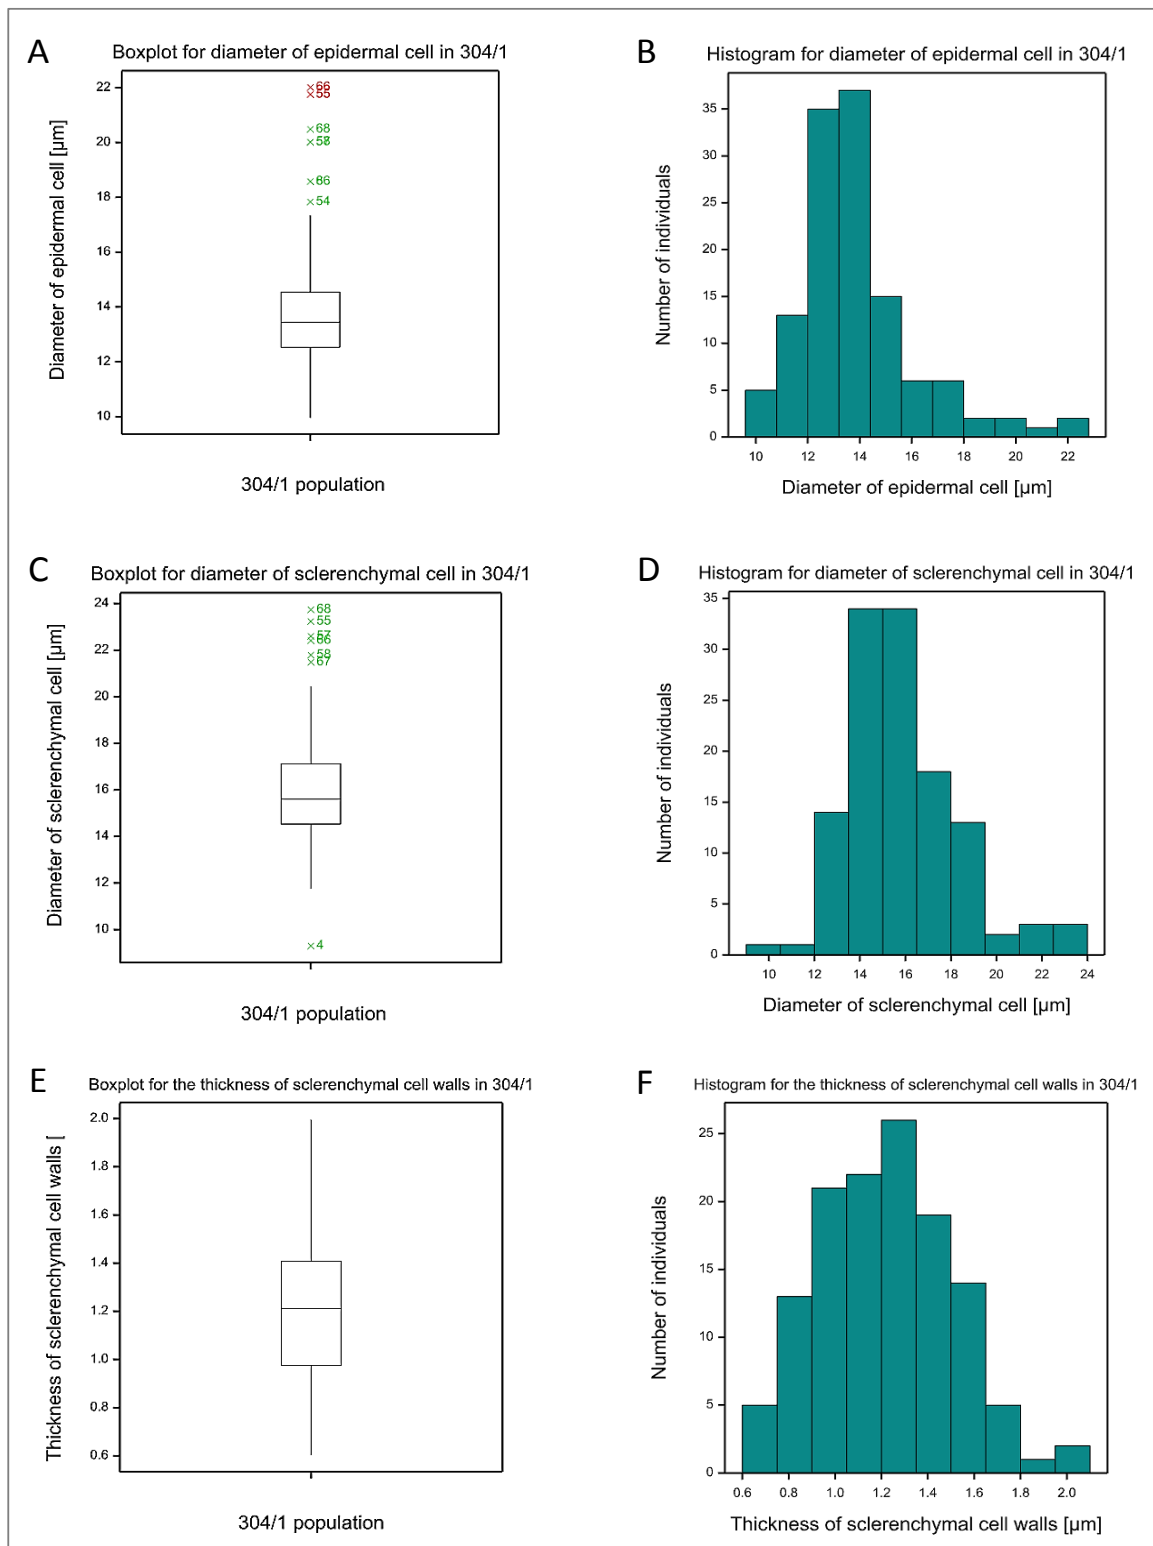 A
Boxplot for diameter of epidermal cell in 304/1
Diameter of epidermal cell [µm]
22
20
18
16
14
12
10
×66
×55
×68
×58
×66
×54
304/1 population
B
Histogram for diameter of epidermal cell in 304/1
Number of individuals
35
30
25
20
15
10
5
0
10 12 14 16 18 20 22
Diameter of epidermal cell [µm]
C
Boxplot for diameter of sclerenchymal cell in 304/1
Diameter of sclerenchymal cell [µm]
24
22
20
18
16
14
12
10
×68
×55
×57
×66
×58
×67
×4
304/1 population
D
Histogram for diameter of sclerenchymal cell in 304/1
Number of individuals
35
30
25
20
15
10
5
0
10 12 14 16 18 20 22 24
Diameter of sclerenchymal cell [µm]
E
Boxplot for the thickness of sclerenchymal cell walls in 304/1
Thickness of sclerenchymal cell walls [
2.0
1.8
1.6
1.4
1.2
1.0
0.8
0.6
304/1 population
F
Histogram for the thickness of sclerenchymal cell walls in 304/1
Number of individuals
25
20
15
10
5
0
0.6 0.8 1.0 1.2 1.4 1.6 1.8 2.0
Thickness of sclerenchymal cell walls [µm]